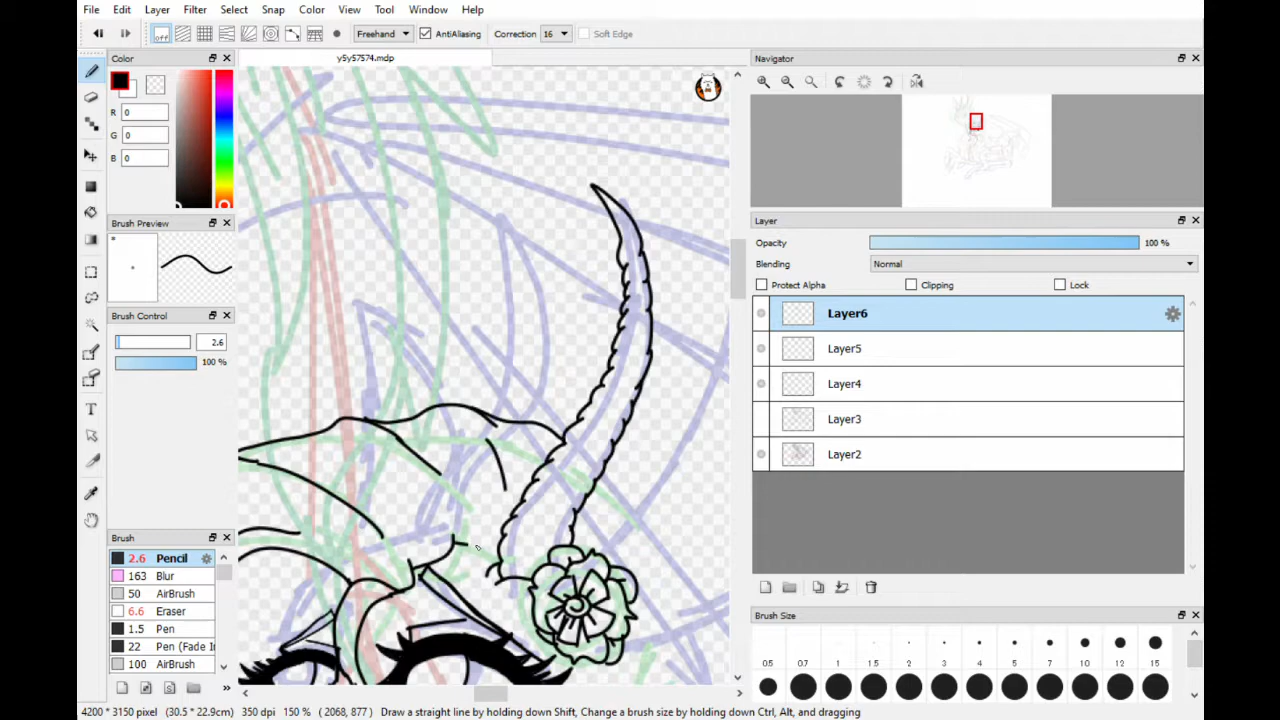 File Edit Layer Filter Select Snap Color View Tool Window Help
off Freehand AntiAliasing Correction 16 Soft Edge
Color
y5y57574.mdp
Navigator
R 0
G 0
B 0
Brush Preview
Layer
Opacity 100 %
Blending Normal
Protect Alpha Clipping Lock
Brush Control
Layer6
2.6
Layer5
100 %
Layer4
Layer3
Layer2
Brush
2.6 Pencil
163 Blur
50 AirBrush
6.6 Eraser
1.5 Pen
22 Pen (Fade I
100 AirBrush
Brush Size
0.5 0.7 1 1.5 2 3 4 5 7 10 12 15
4200 * 3150 pixel (30.5 * 22.9cm) 350 dpi 150 % ( 2068, 877 ) Draw a straight line by holding down Shift, Change a brush size by holding down Ctrl, Alt, and dragging